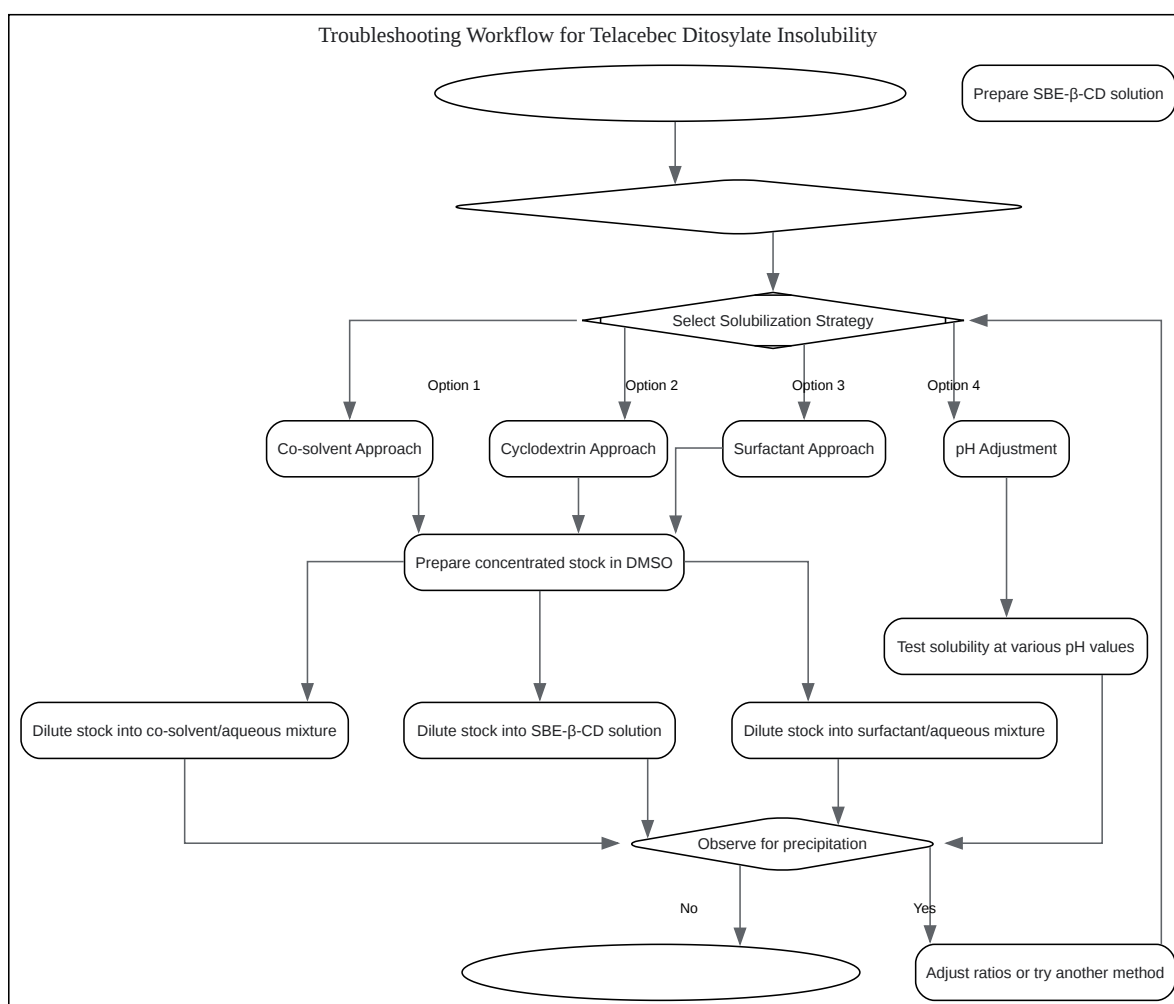 Troubleshooting Workflow for Telacebec Ditosylate Insolubility
Prepare SBE-β-CD solution
Select Solubilization Strategy
Option 1
Option 2
Option 3
Option 4
Co-solvent Approach
Cyclodextrin Approach
Surfactant Approach
pH Adjustment
Prepare concentrated stock in DMSO
Test solubility at various pH values
Dilute stock into co-solvent/aqueous mixture
Dilute stock into SBE-β-CD solution
Dilute stock into surfactant/aqueous mixture
Observe for precipitation
No
Yes
Adjust ratios or try another method